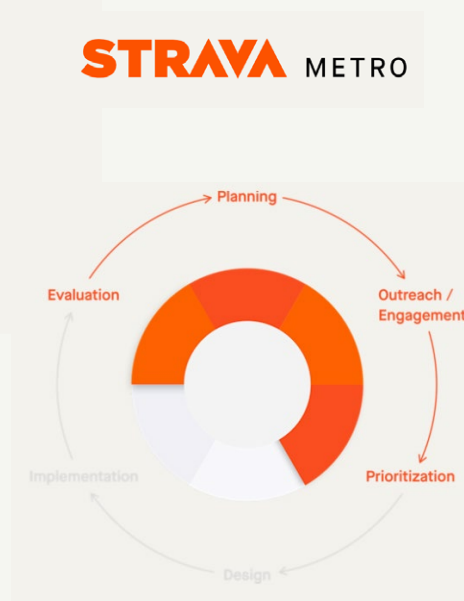 STRAVA METRO
Planning
Evaluation
Outreach /
Engagement
Implementation
Prioritization
Design